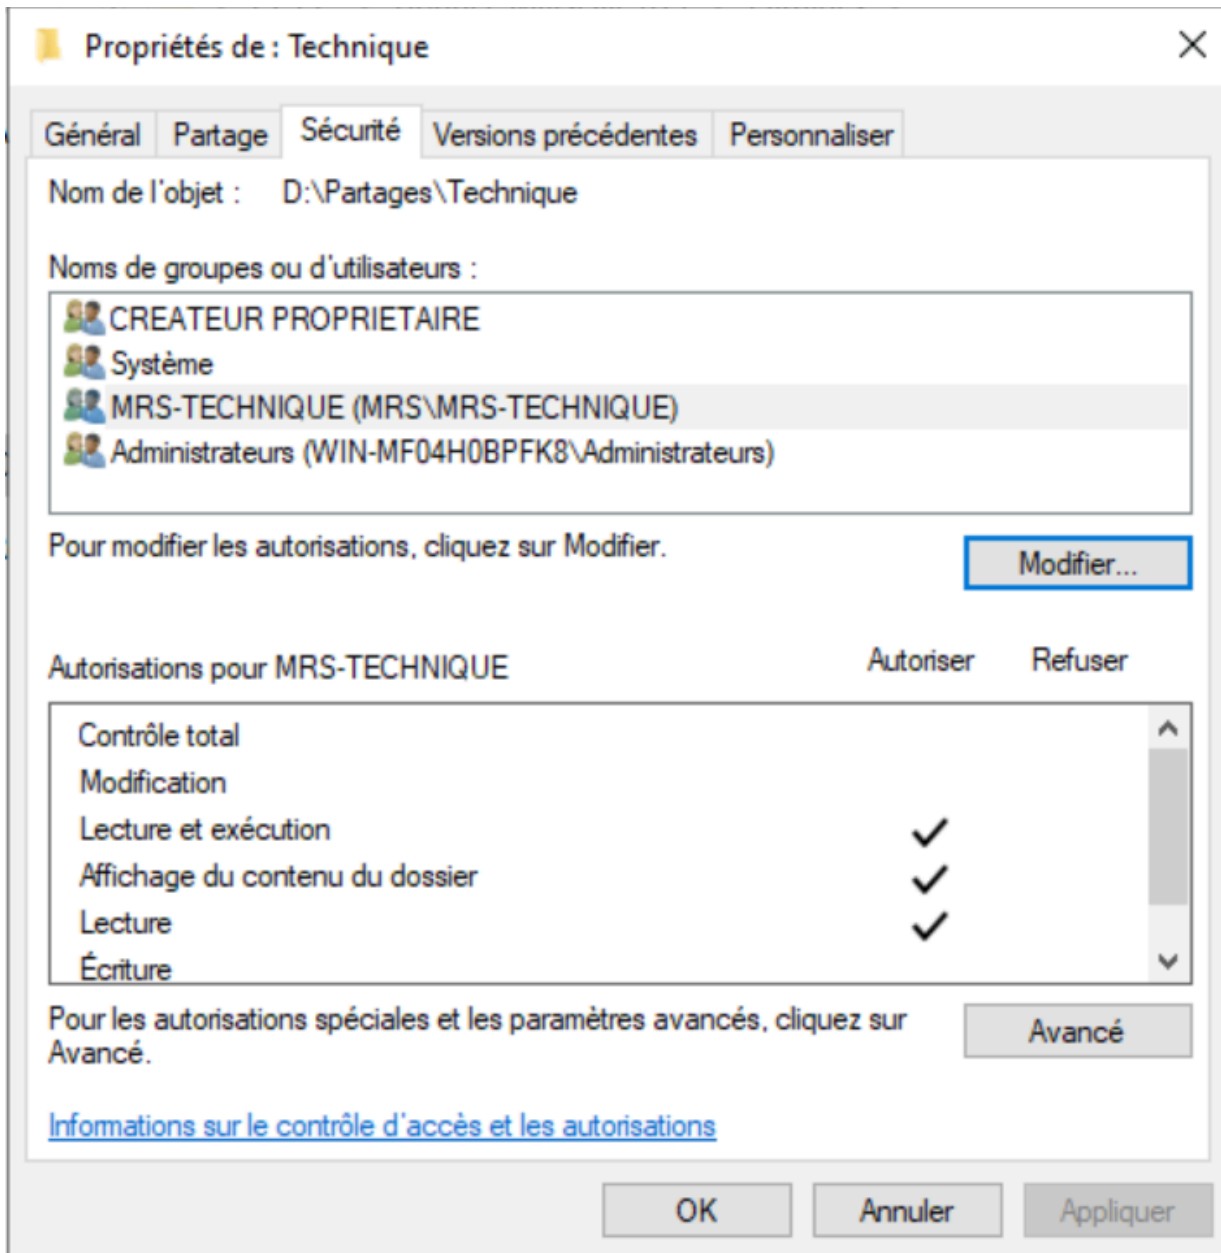 Propriétés de : Technique
Général Partage Sécurité Versions précédentes Personnaliser
Nom de l'objet : D:\Partages\Technique
Noms de groupes ou d'utilisateurs :
CREATEUR PROPRIETAIRE
Système
MRS-TECHNIQUE (MRS\MRS-TECHNIQUE)
Administrateurs (WIN-MF04H0BPFK8\Administrateurs)
Pour modifier les autorisations, cliquez sur Modifier.
Modifier...
Autorisations pour MRS-TECHNIQUE Autoriser Refuser
Contrôle total
Modification
Lecture et exécution
Affichage du contenu du dossier
Lecture
Écriture
Pour les autorisations spéciales et les paramètres avancés, cliquez sur
Avancé.
Avancé
Informations sur le contrôle d'accès et les autorisations
OK Annuler Appliquer